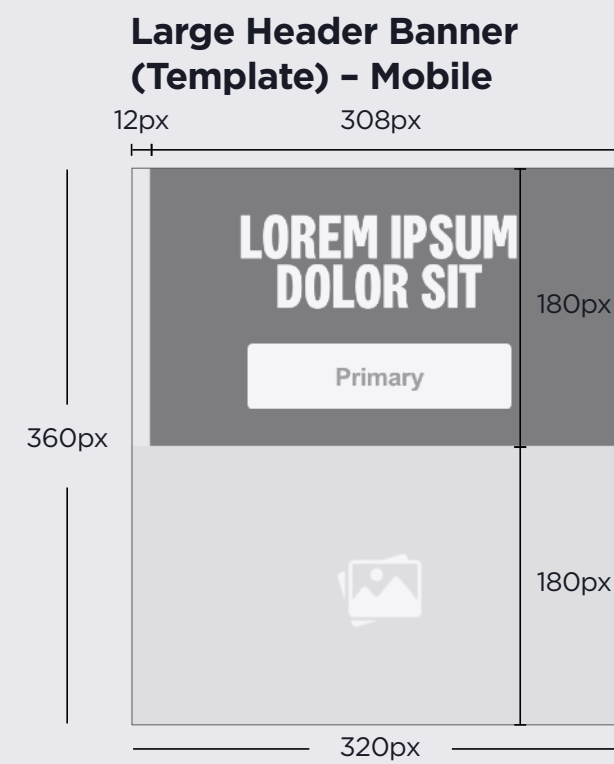 Large Header Banner
(Template) – Mobile
12px
308px
LOREM IPSUM
DOLOR SIT
180px
Primary
360px
180px
320px